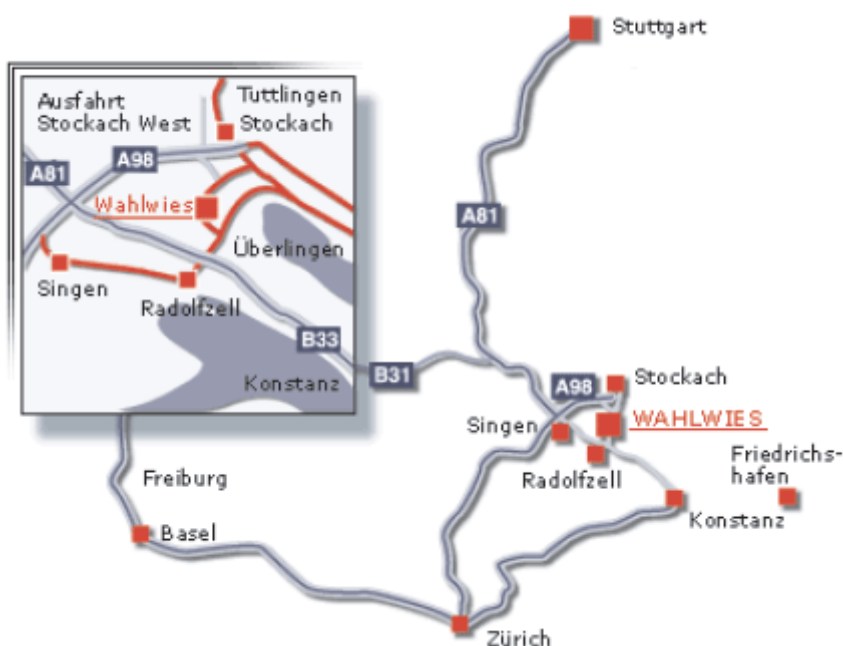 Stuttgart
Ausfahrt
Stockach West
Tuttlingen
Stockach
A81
A98
Wahlwies
Überlingen
Singen
Radolfzell
B33
Konstanz
A81
B31
A98
Stockach
Singen
WAHLWIES
Radolfzell
Friedrichs-
hafen
Konstanz
Freiburg
Basel
Zürich